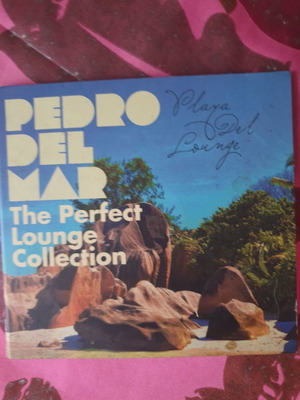 PEDRO
DEL
MAR
Playa
Del
Lounge
The Perfect
Lounge
Collection